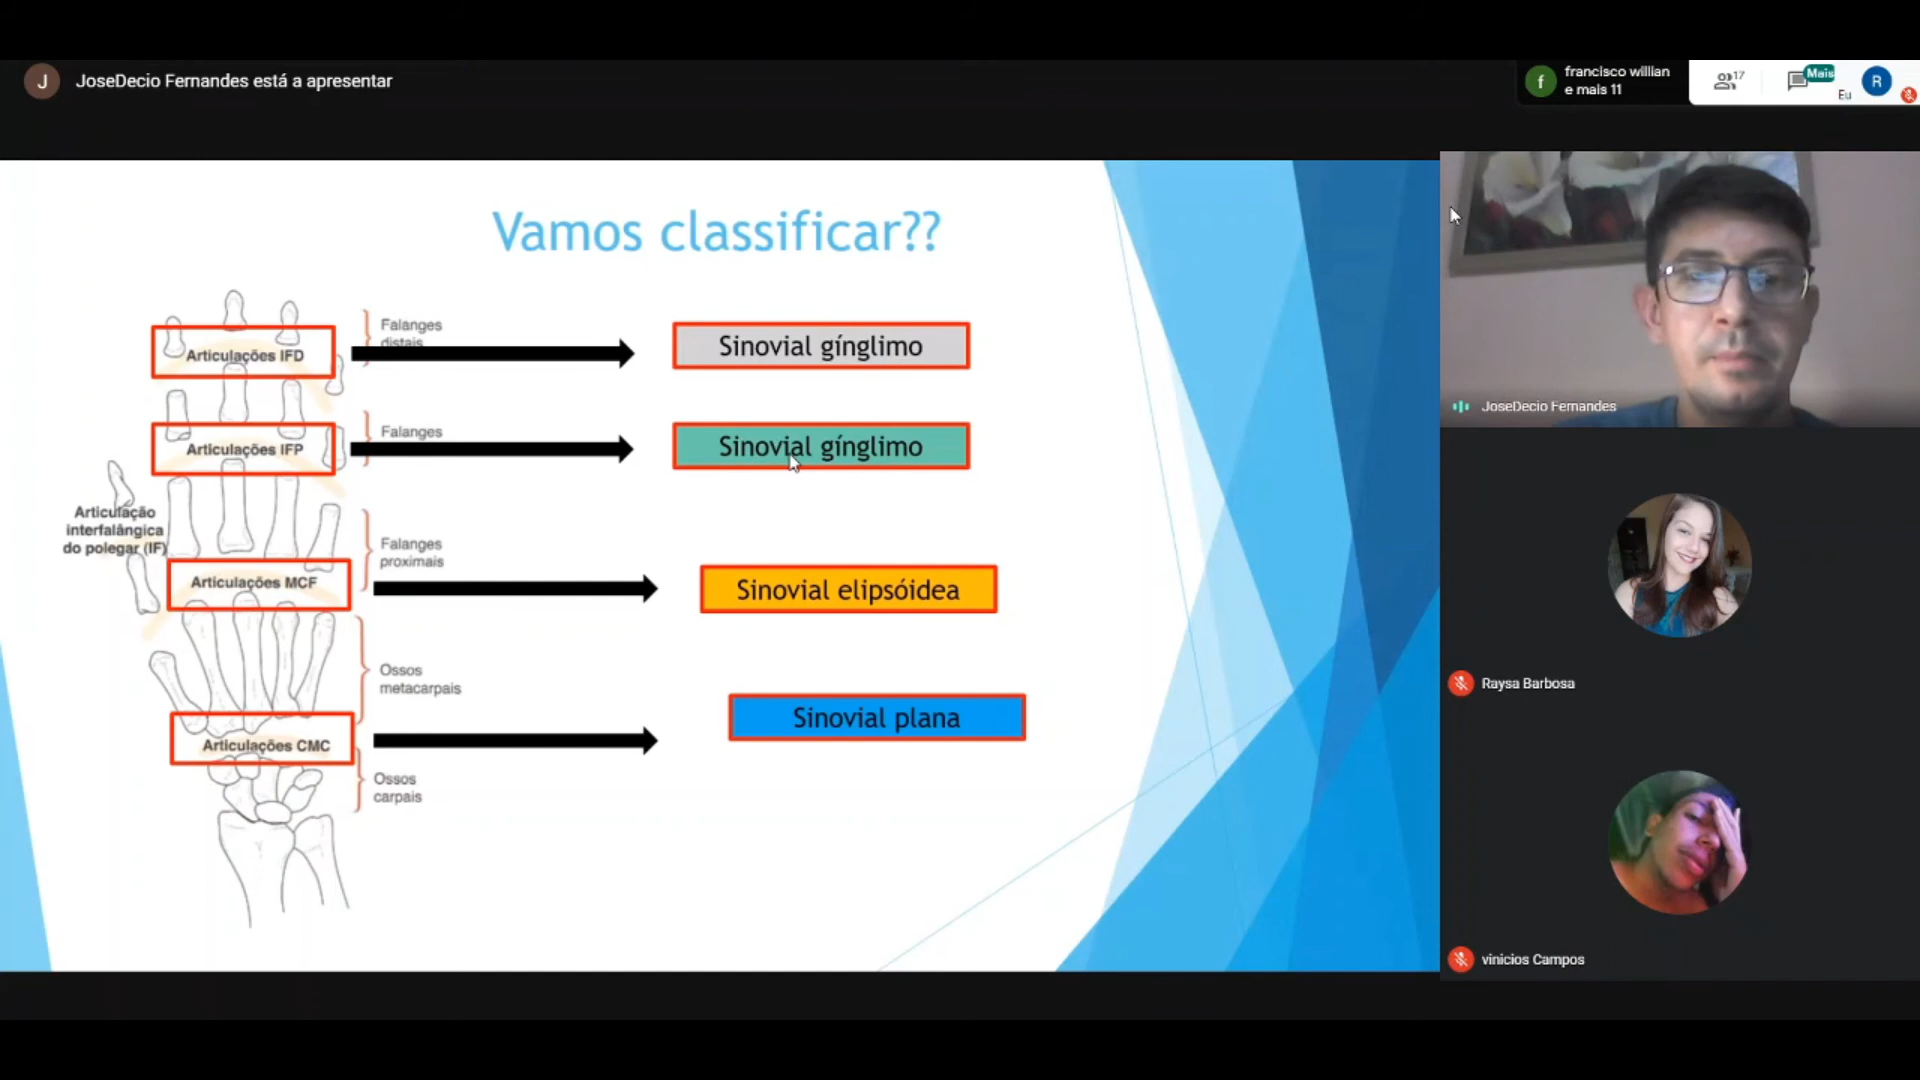 J
JoseDecio Fernandes está a apresentar
f
francisco willian
e mais 11
17
Mais
Eu
R
Vamos classificar??
Falanges
distais
Articulações IFD
Sinovial gínglimo
Falanges
Articulações IFP
Sinovial gínglimo
Articulação
interfalângica
do polegar (IF)
Falanges
proximais
Articulações MCF
Sinovial elipsóidea
Ossos
metacarpais
Articulações CMC
Sinovial plana
Ossos
carpais
JoseDecio Fernandes
Raysa Barbosa
vinicios Campos